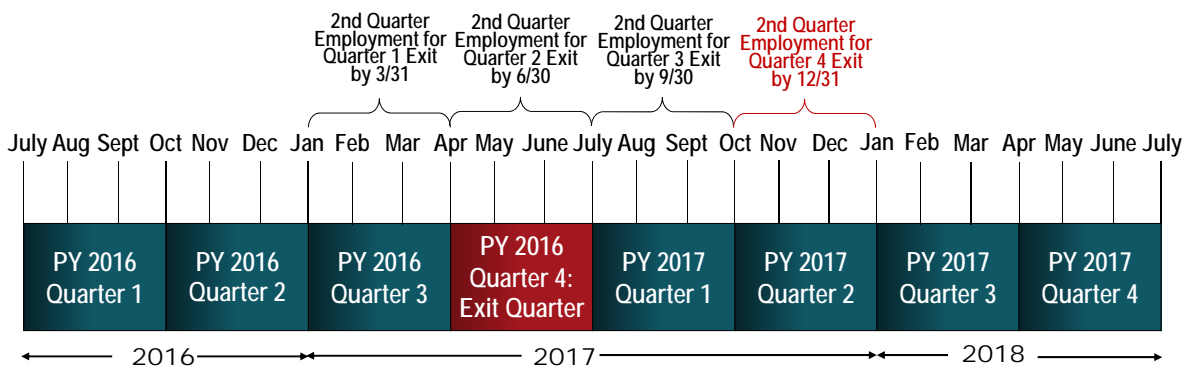 2nd Quarter
Employment for
Quarter 1 Exit
by 3/31
2nd Quarter
Employment for
Quarter 2 Exit
by 6/30
2nd Quarter
Employment for
Quarter 3 Exit
by 9/30
2nd Quarter
Employment for
Quarter 4 Exit
by 12/31
July Aug Sept Oct Nov Dec Jan Feb Mar Apr May June July Aug Sept Oct Nov Dec Jan Feb Mar Apr May June July
PY 2016
Quarter 1
PY 2016
Quarter 2
PY 2016
Quarter 3
PY 2016
Quarter 4:
Exit Quarter
PY 2017
Quarter 1
PY 2017
Quarter 2
PY 2017
Quarter 3
PY 2017
Quarter 4
2016 2017 2018